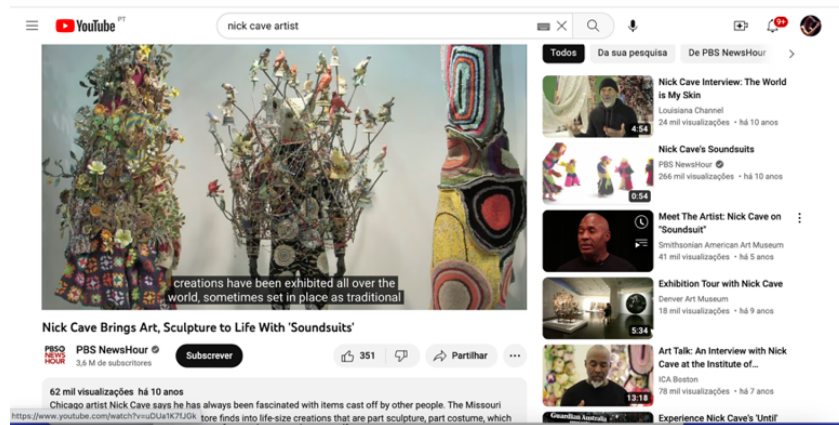 YouTube PT
nick cave artist
9+
creations have been exhibited all over the
world, sometimes set in place as traditional
Nick Cave Brings Art, Sculpture to Life With 'Soundsuits'
PBS NEWS HOUR
PBS NewsHour
3,6 M de subscritores
Subscrever
351
Partilhar
62 mil visualizações há 10 anos
Chicago artist Nick Cave says he has always been fascinated with items cast off by other people. The Missouri
tore finds into life-size creations that are part sculpture, part costume, which
https://www.youtube.com/watch?v=uDUa1K7fJGk
Todos
Da sua pesquisa
De PBS NewsHour
4:54
Nick Cave Interview: The World
is My Skin
Louisiana Channel
24 mil visualizações • há 10 anos
0:54
Nick Cave's Soundsuits
PBS NewsHour
266 mil visualizações • há 10 anos
Meet The Artist: Nick Cave on
"Soundsuit"
Smithsonian American Art Museum
41 mil visualizações • há 5 anos
5:34
Exhibition Tour with Nick Cave
Denver Art Museum
18 mil visualizações • há 9 anos
13:18
Art Talk: An Interview with Nick
Cave at the Institute of...
ICA Boston
78 mil visualizações • há 7 anos
Guardian Australia
Experience Nick Cave's 'Until'